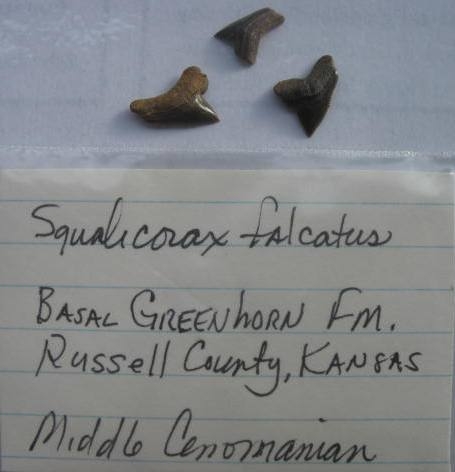 Squalicorax falcatus
BASAL GREENHORN FM.
Russell County, KANSAS
Middle Cenomanian